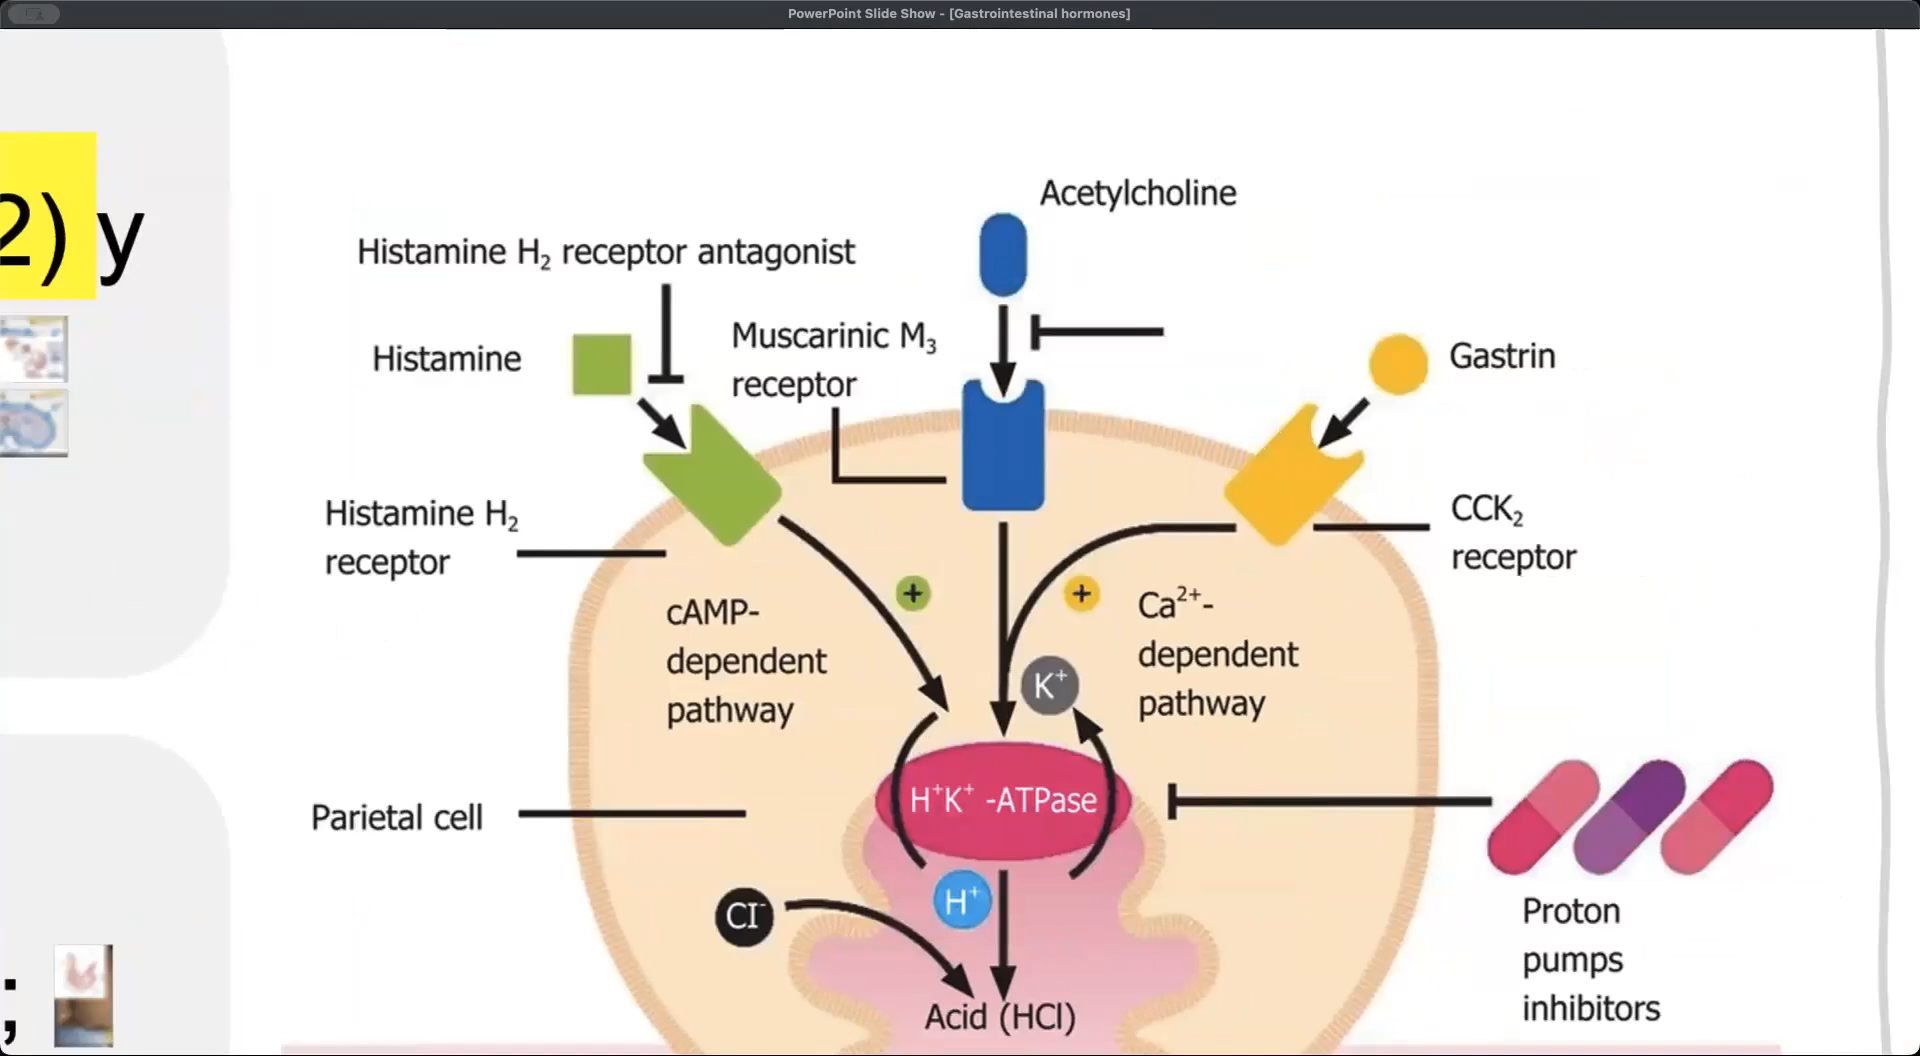 PowerPoint Slide Show - [Gastrointestinal hormones]
2) y
;
Acetylcholine
Histamine H₂ receptor antagonist
Histamine
Muscarinic M₃
receptor
Gastrin
Histamine H₂
receptor
CCK₂
receptor
cAMP-
dependent
pathway
Ca²⁺-
dependent
pathway
K⁺
H⁺K⁺ -ATPase
Parietal cell
Cl⁻
H⁺
Acid (HCl)
Proton
pumps
inhibitors